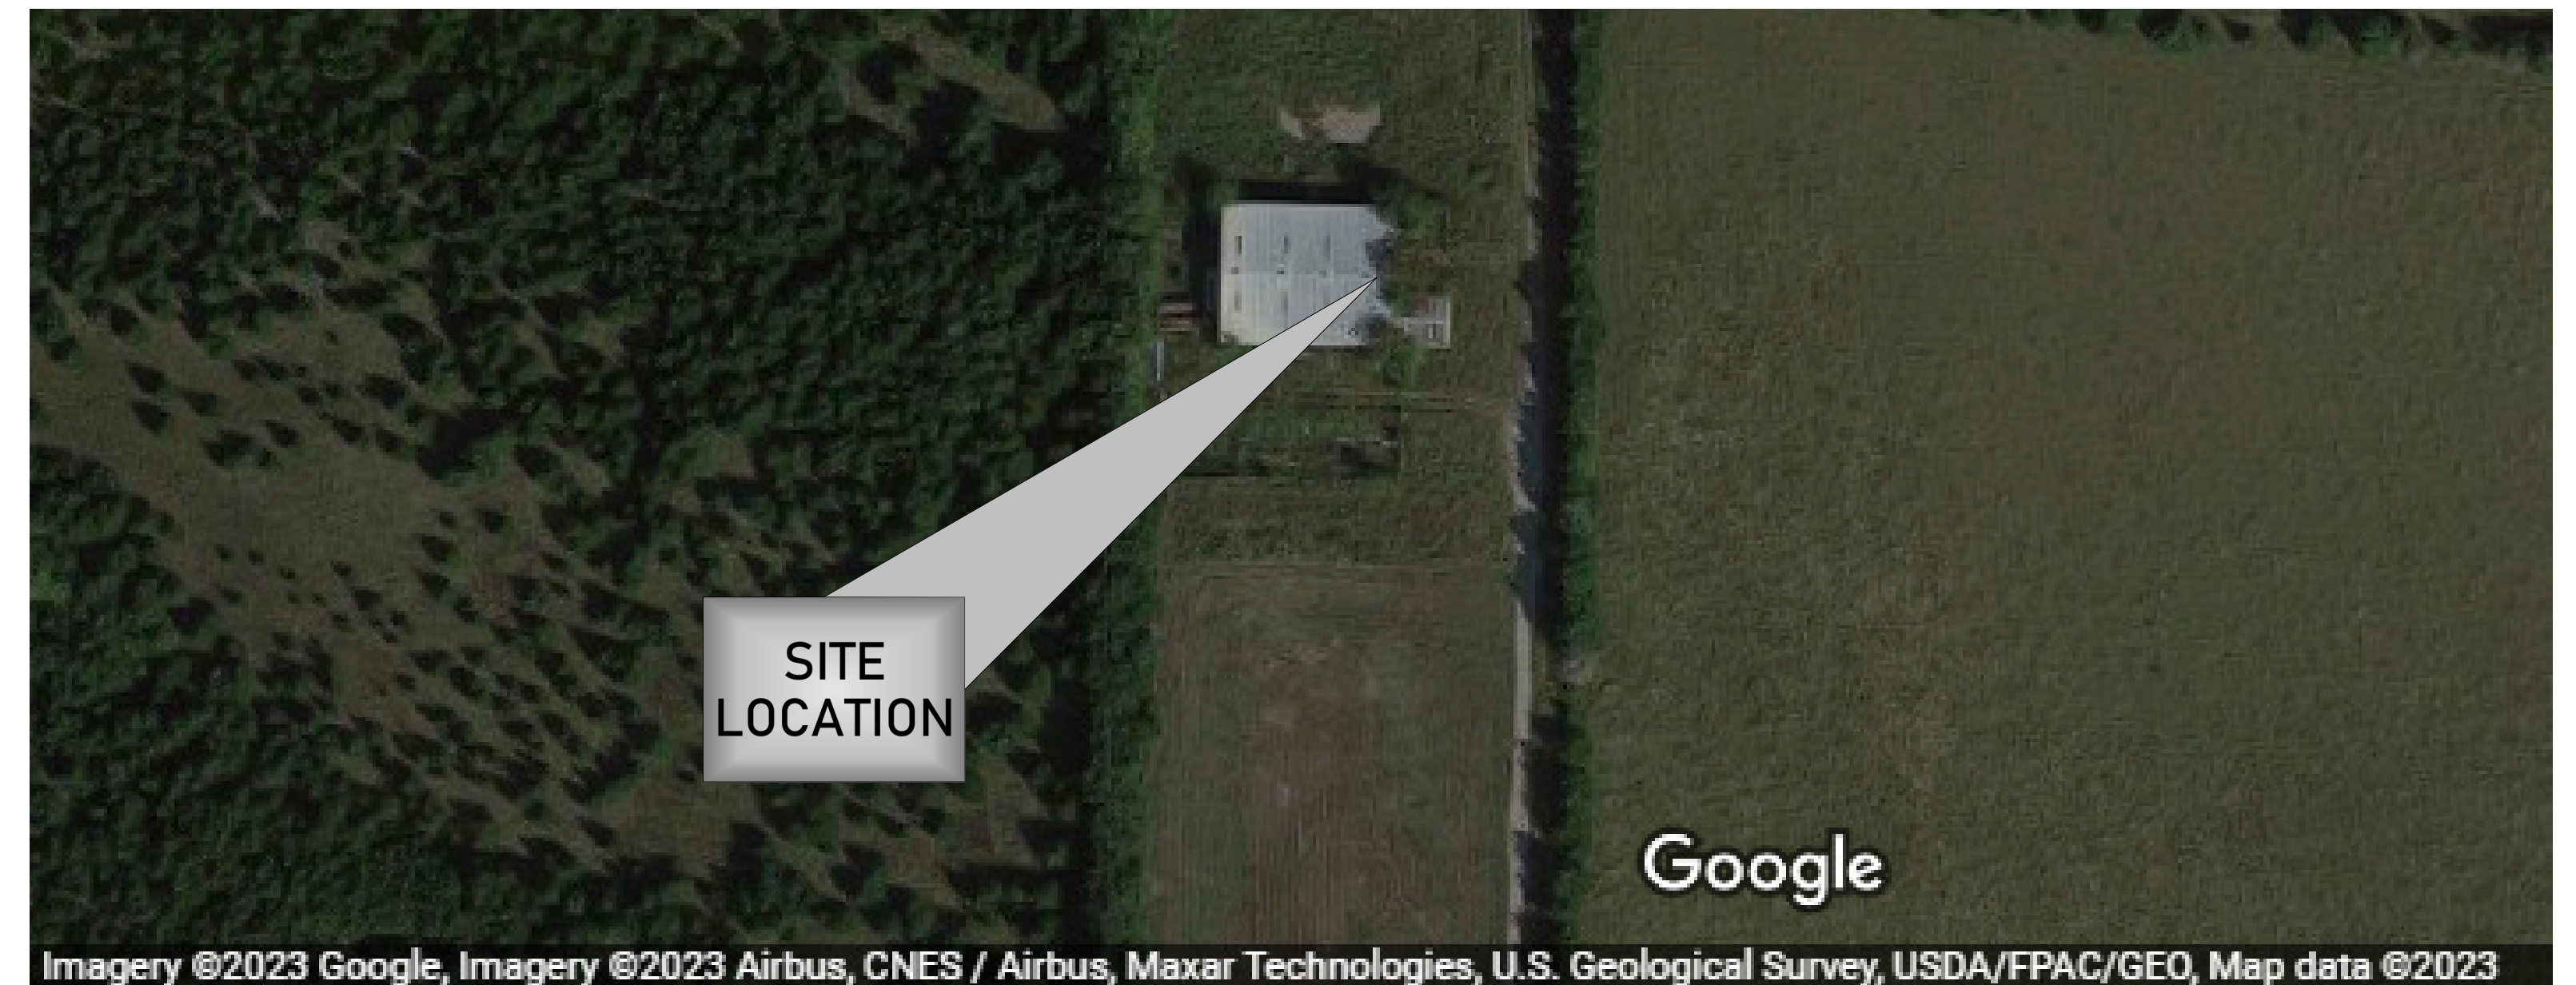 SITE
LOCATION
Google
Imagery ©2023 Google, Imagery ©2023 Airbus, CNES / Airbus, Maxar Technologies, U.S. Geological Survey, USDA/FPAC/GEO, Map data ©2023